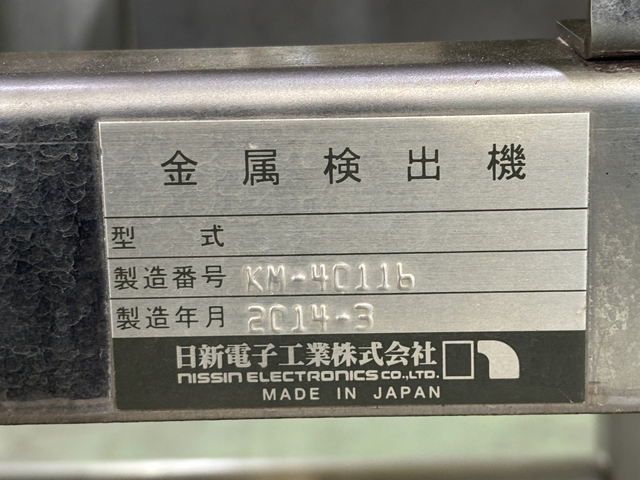 金属検出機
型式
製造番号 KM-40116
製造年月 2014-3
日新電子工業株式会社
NISSIN ELECTRONICS CO.,LTD.
MADE IN JAPAN